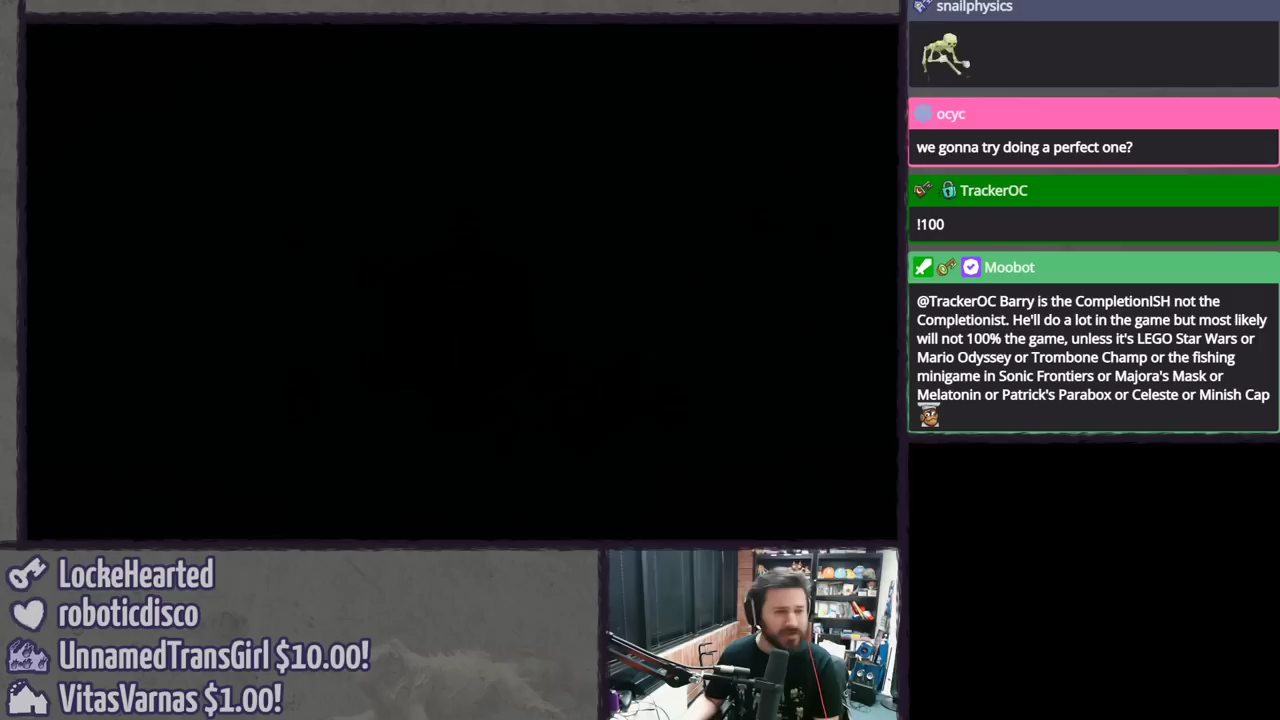 snailphysics
ocyc
we gonna try doing a perfect one?
TrackerOC
!100
Moobot
@TrackerOC Barry is the CompletionISH not the
Completionist. He'll do a lot in the game but most likely
will not 100% the game, unless it's LEGO Star Wars or
Mario Odyssey or Trombone Champ or the fishing
minigame in Sonic Frontiers or Majora's Mask or
Melatonin or Patrick's Parabox or Celeste or Minish Cap
LockeHearted
roboticdisco
UnnamedTransGirl $10.00!
VitasVarnas $1.00!